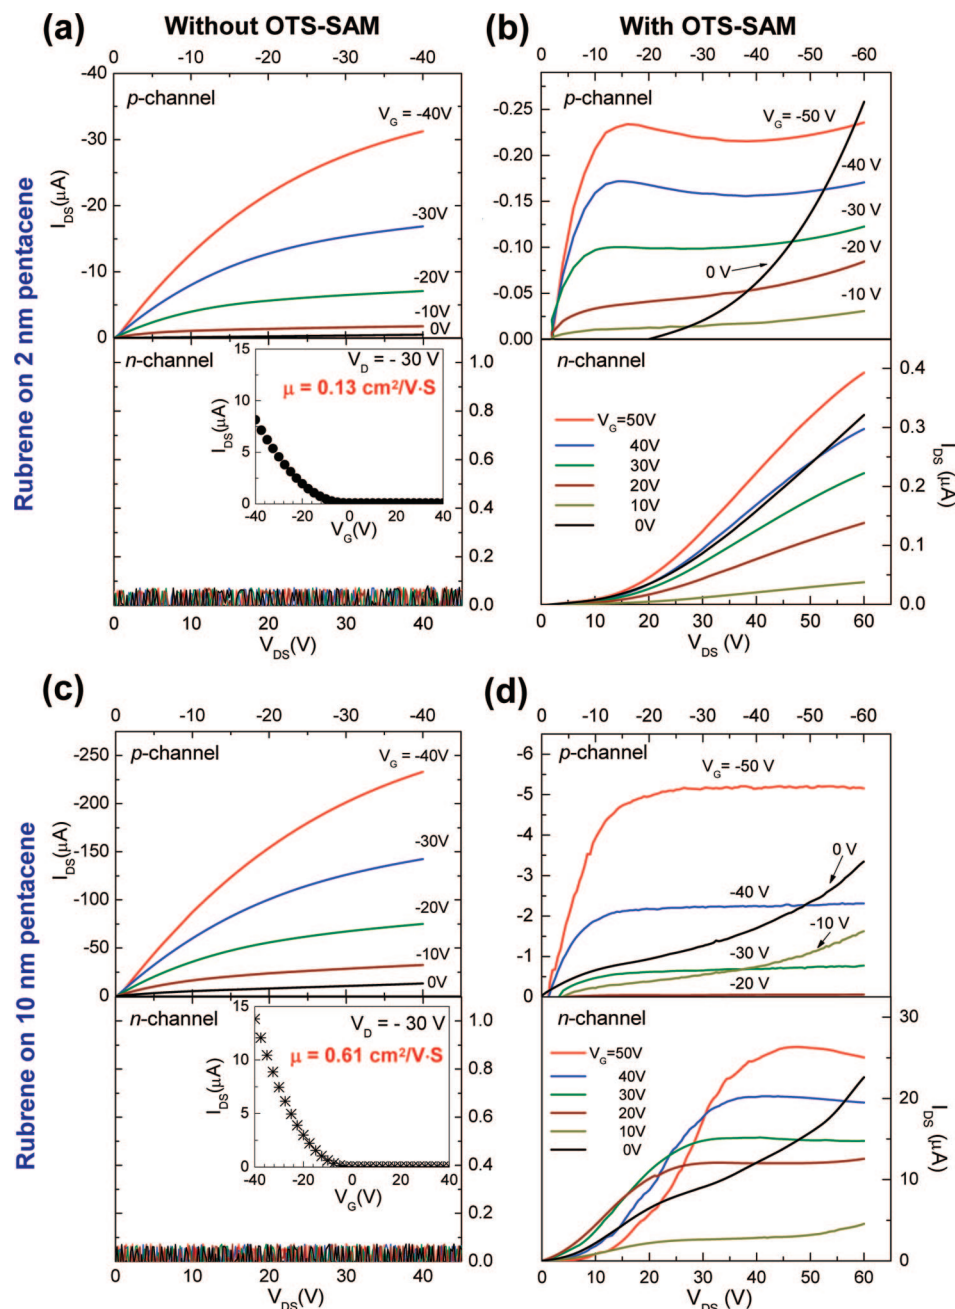 (a) Without OTS-SAM
0 -10 -20 -30 -40
-40
-30
-20
-10
0
I_DS(μA)
p-channel
V_G = -40V
-30V
-20V
-10V
0V
Rubrene on 2 nm pentacene
n-channel
1.0
0.8
0.6
0.4
0.2
0.0
V_D = - 30 V
μ = 0.13 cm²/V·S
15
10
5
0
I_DS(μA)
-40 -20 0 20 40
V_G(V)
0 10 20 30 40
V_DS(V)
(b) With OTS-SAM
0 -10 -20 -30 -40 -50 -60
-0.25
-0.20
-0.15
-0.10
-0.05
0.00
p-channel
V_G = -50 V
-40 V
-30 V
-20 V
0 V
-10 V
n-channel
V_G=50V
40V
30V
20V
10V
0V
0.4
0.3
0.2
0.1
0.0
I_DS (μA)
0 10 20 30 40 50 60
V_DS (V)
(c)
0 -10 -20 -30 -40
-250
-200
-150
-100
-50
0
I_DS(μA)
p-channel
V_G = -40V
-30V
-20V
-10V
0V
Rubrene on 10 nm pentacene
n-channel
1.0
0.8
0.6
0.4
0.2
0.0
V_D = - 30 V
μ = 0.61 cm²/V·S
15
10
5
0
I_DS(μA)
-40 -20 0 20 40
V_G(V)
0 10 20 30 40
V_DS(V)
(d)
0 -10 -20 -30 -40 -50 -60
-6
-5
-4
-3
-2
-1
0
p-channel
V_G= -50 V
0 V
-40 V
-10 V
-30 V
-20 V
n-channel
V_G=50V
40V
30V
20V
10V
0V
30
20
10
0
I_DS (μA)
0 10 20 30 40 50 60
V_DS(V)